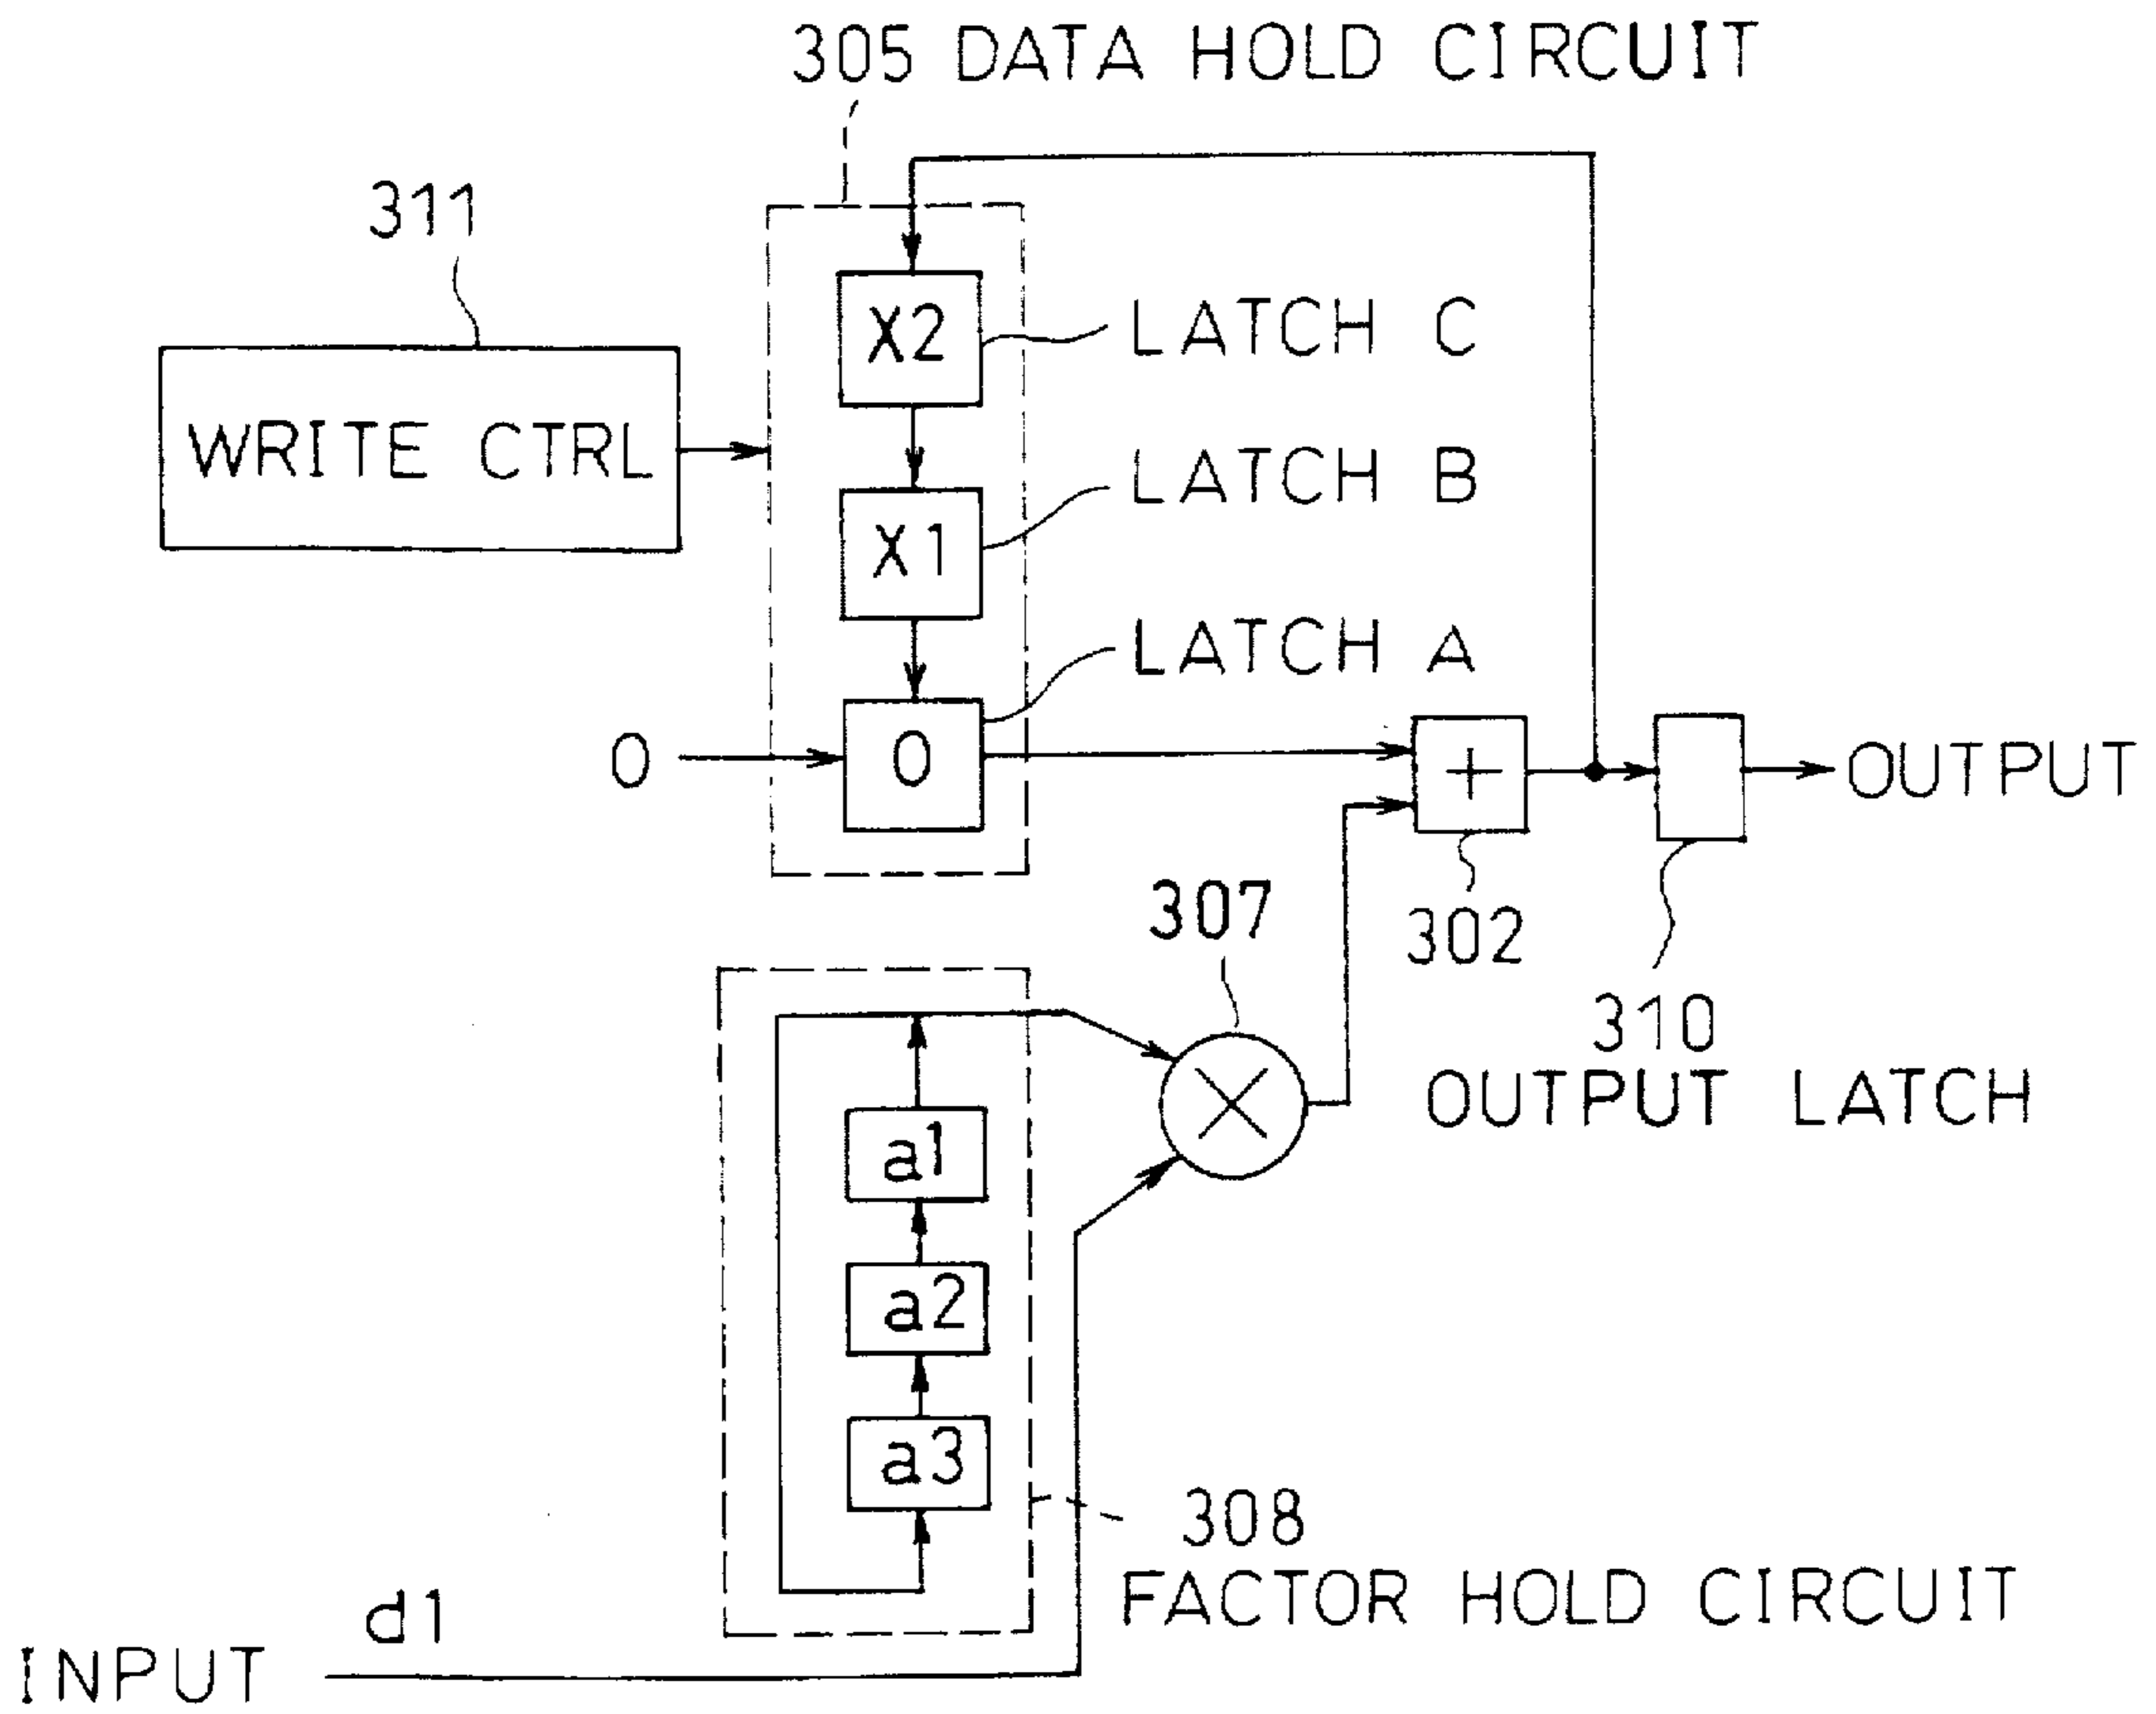 305 DATA HOLD CIRCUIT
311
X2
LATCH C
WRITE CTRL
LATCH B
X1
LATCH A
0
0
+
OUTPUT
307
302
310
OUTPUT LATCH
a1
a2
a3
308
FACTOR HOLD CIRCUIT
d1
INPUT